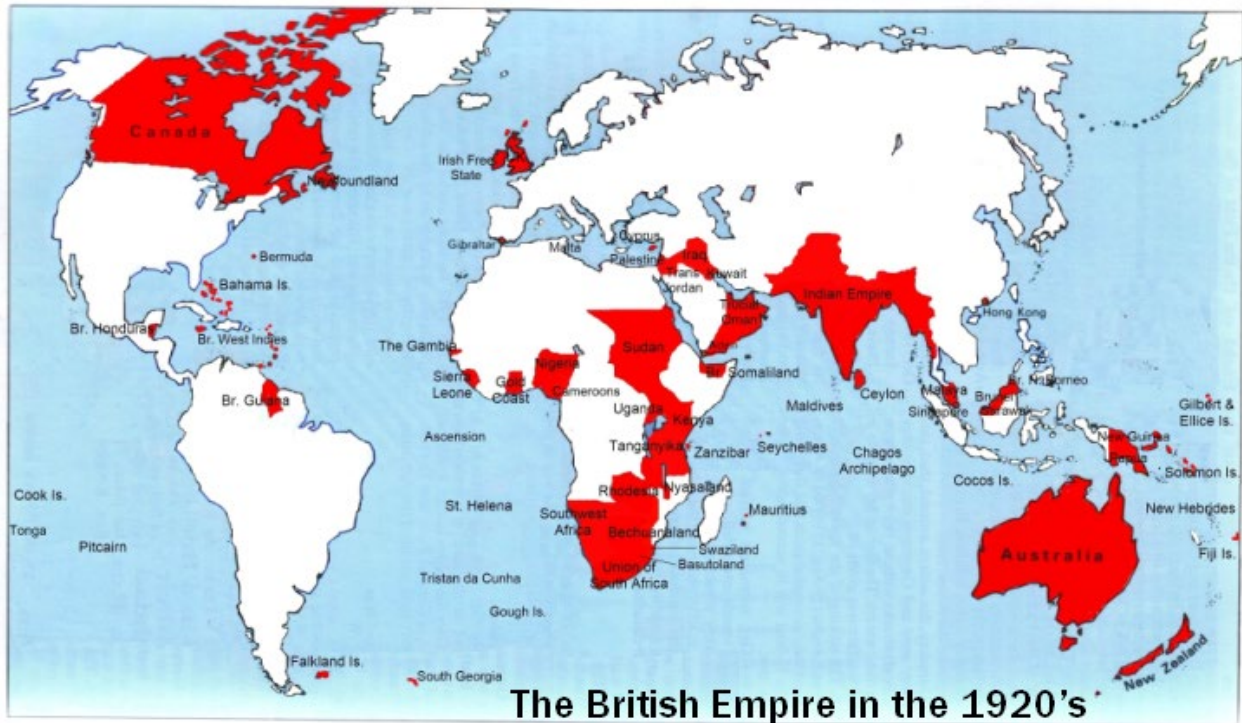 Canada
Newfoundland
Irish Free
State
UK
Gibraltar
Malta
Cyprus
Palestine
Iraq
Trans
Jordan
Kuwait
Trucial
Oman
Aden
Indian Empire
Hong Kong
Bermuda
Bahama Is.
Br. Honduras
Br. West Indies
Br. Guiana
The Gambia
Sierra
Leone
Gold
Coast
Nigeria
Cameroons
Sudan
Br. Somaliland
Uganda
Kenya
Tanganyika
Zanzibar
Seychelles
Maldives
Ceylon
Malaya
Singapore
Brunei
Sarawak
Br. N. Borneo
Gilbert &
Ellice Is.
New Guinea
Papua
Solomon Is.
Ascension
Chagos
Archipelago
Cocos Is.
Cook Is.
Tonga
Pitcairn
St. Helena
Rhodesia
Nyasaland
Southwest
Africa
Bechuanaland
Mauritius
Swaziland
Basutoland
Union of
South Africa
New Hebrides
Fiji Is.
Australia
Tristan da Cunha
Gough Is.
Falkland Is.
South Georgia
New Zealand
The British Empire in the 1920's